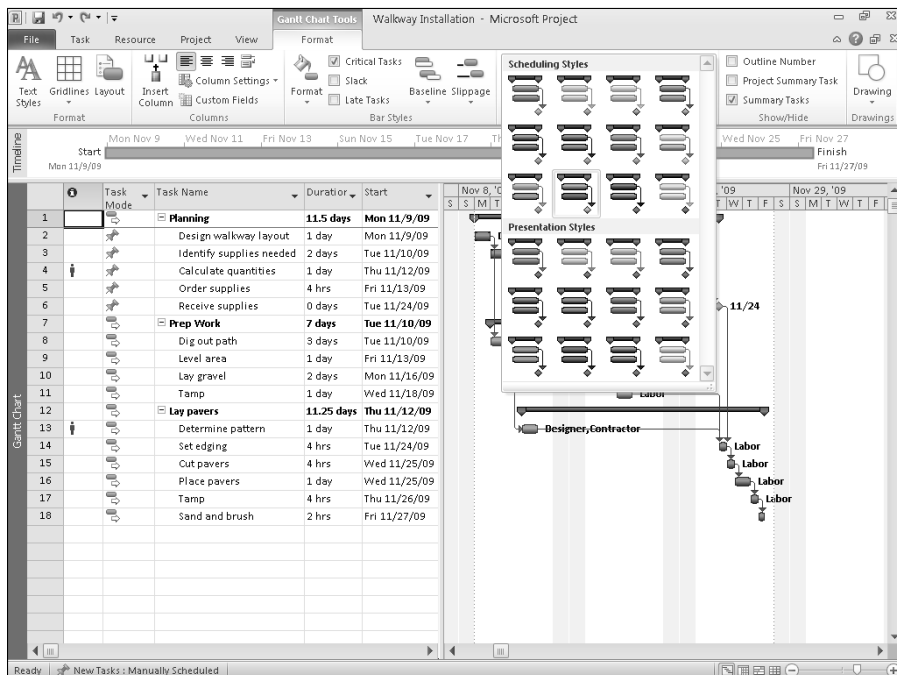 Gantt Chart Tools
Walkway Installation - Microsoft Project
File Task Resource Project View Format
Text Styles
Gridlines
Layout
Format
Insert Column
Column Settings
Custom Fields
Columns
Format
Critical Tasks
Slack
Late Tasks
Baseline
Slippage
Bar Styles
Scheduling Styles
Presentation Styles
Outline Number
Project Summary Task
Summary Tasks
Show/Hide
Drawing
Drawings
Timeline
Mon Nov 9 Wed Nov 11 Fri Nov 13 Sun Nov 15 Tue Nov 17 Wed Nov 25 Fri Nov 27
Start
Mon 11/9/09
Finish
Fri 11/27/09
Task Mode Task Name Duration Start
Nov 8, '0 '09 Nov 29, '09
S S M T T W T F S S M T W T F
1 Planning 11.5 days Mon 11/9/09
2 Design walkway layout 1 day Mon 11/9/09
3 Identify supplies needed 2 days Tue 11/10/09
4 Calculate quantities 1 day Thu 11/12/09
5 Order supplies 4 hrs Fri 11/13/09
6 Receive supplies 0 days Tue 11/24/09 11/24
7 Prep Work 7 days Tue 11/10/09
8 Dig out path 3 days Tue 11/10/09
9 Level area 1 day Fri 11/13/09
10 Lay gravel 2 days Mon 11/16/09
11 Tamp 1 day Wed 11/18/09 Labor
12 Lay pavers 11.25 days Thu 11/12/09
13 Determine pattern 1 day Thu 11/12/09 Designer,Contractor
14 Set edging 4 hrs Tue 11/24/09 Labor
15 Cut pavers 4 hrs Wed 11/25/09 Labor
16 Place pavers 1 day Wed 11/25/09 Labor
17 Tamp 4 hrs Thu 11/26/09 Labor
18 Sand and brush 2 hrs Fri 11/27/09
Gantt Chart
Ready New Tasks : Manually Scheduled